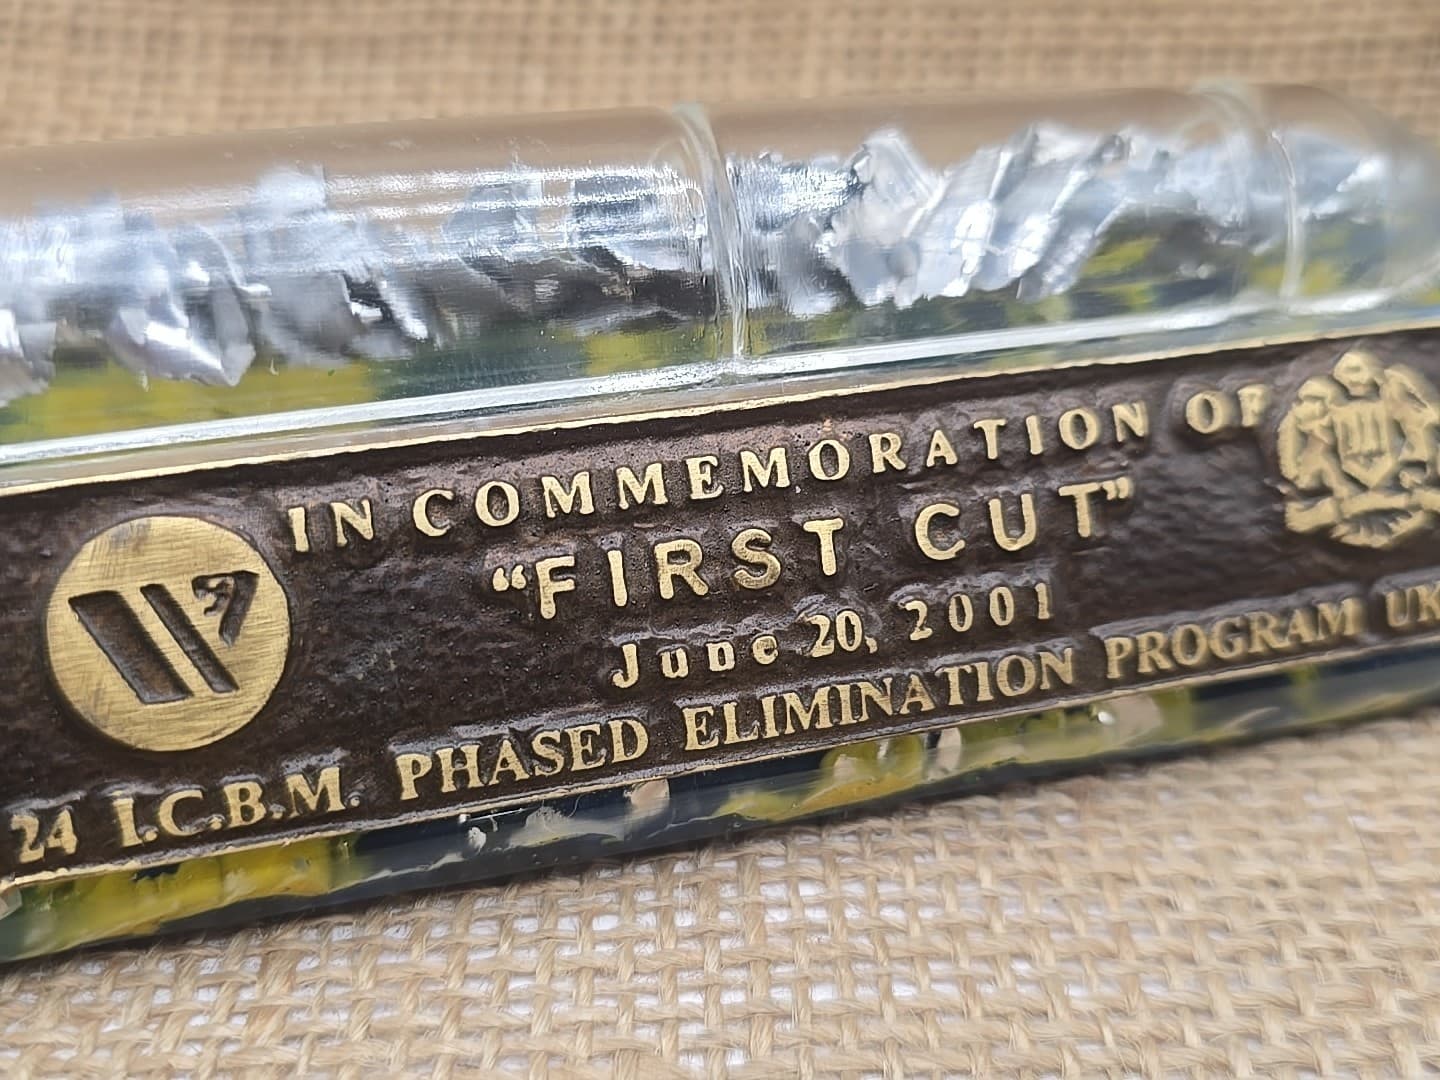 IN COMMEMORATION OF
"FIRST CUT"
June 20, 2001
24 I.C.B.M. PHASED ELIMINATION PROGRAM UK